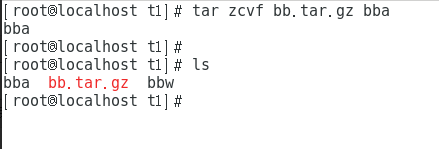 [root@localhost t1]# tar zcvf bb.tar.gz bba
bba
[root@localhost t1]#
[root@localhost t1]# ls
bba  bb.tar.gz  bbw
[root@localhost t1]#